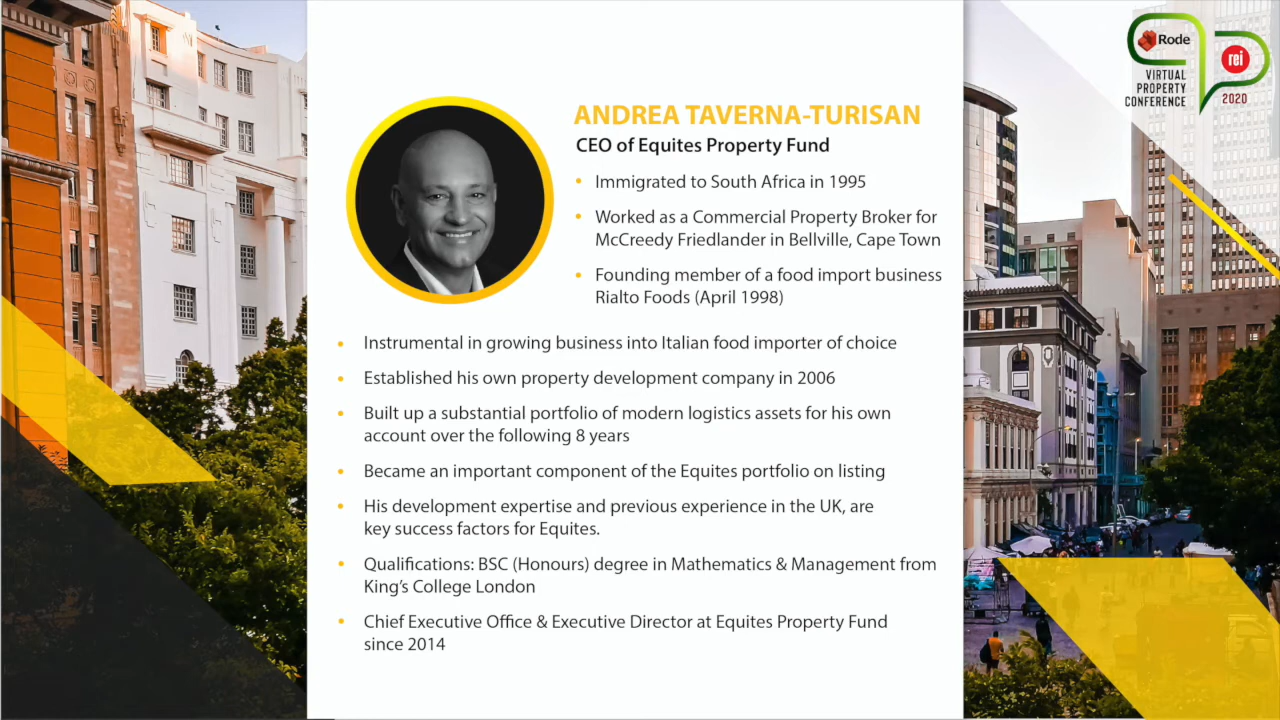 Rode
rei
VIRTUAL
PROPERTY
CONFERENCE
2020
ANDREA TAVERNA-TURISAN
CEO of Equites Property Fund
• Immigrated to South Africa in 1995
• Worked as a Commercial Property Broker for
McCreedy Friedlander in Bellville, Cape Town
• Founding member of a food import business
Rialto Foods (April 1998)
• Instrumental in growing business into Italian food importer of choice
• Established his own property development company in 2006
• Built up a substantial portfolio of modern logistics assets for his own
account over the following 8 years
• Became an important component of the Equites portfolio on listing
• His development expertise and previous experience in the UK, are
key success factors for Equites.
• Qualifications: BSC (Honours) degree in Mathematics & Management from
King's College London
• Chief Executive Office & Executive Director at Equites Property Fund
since 2014